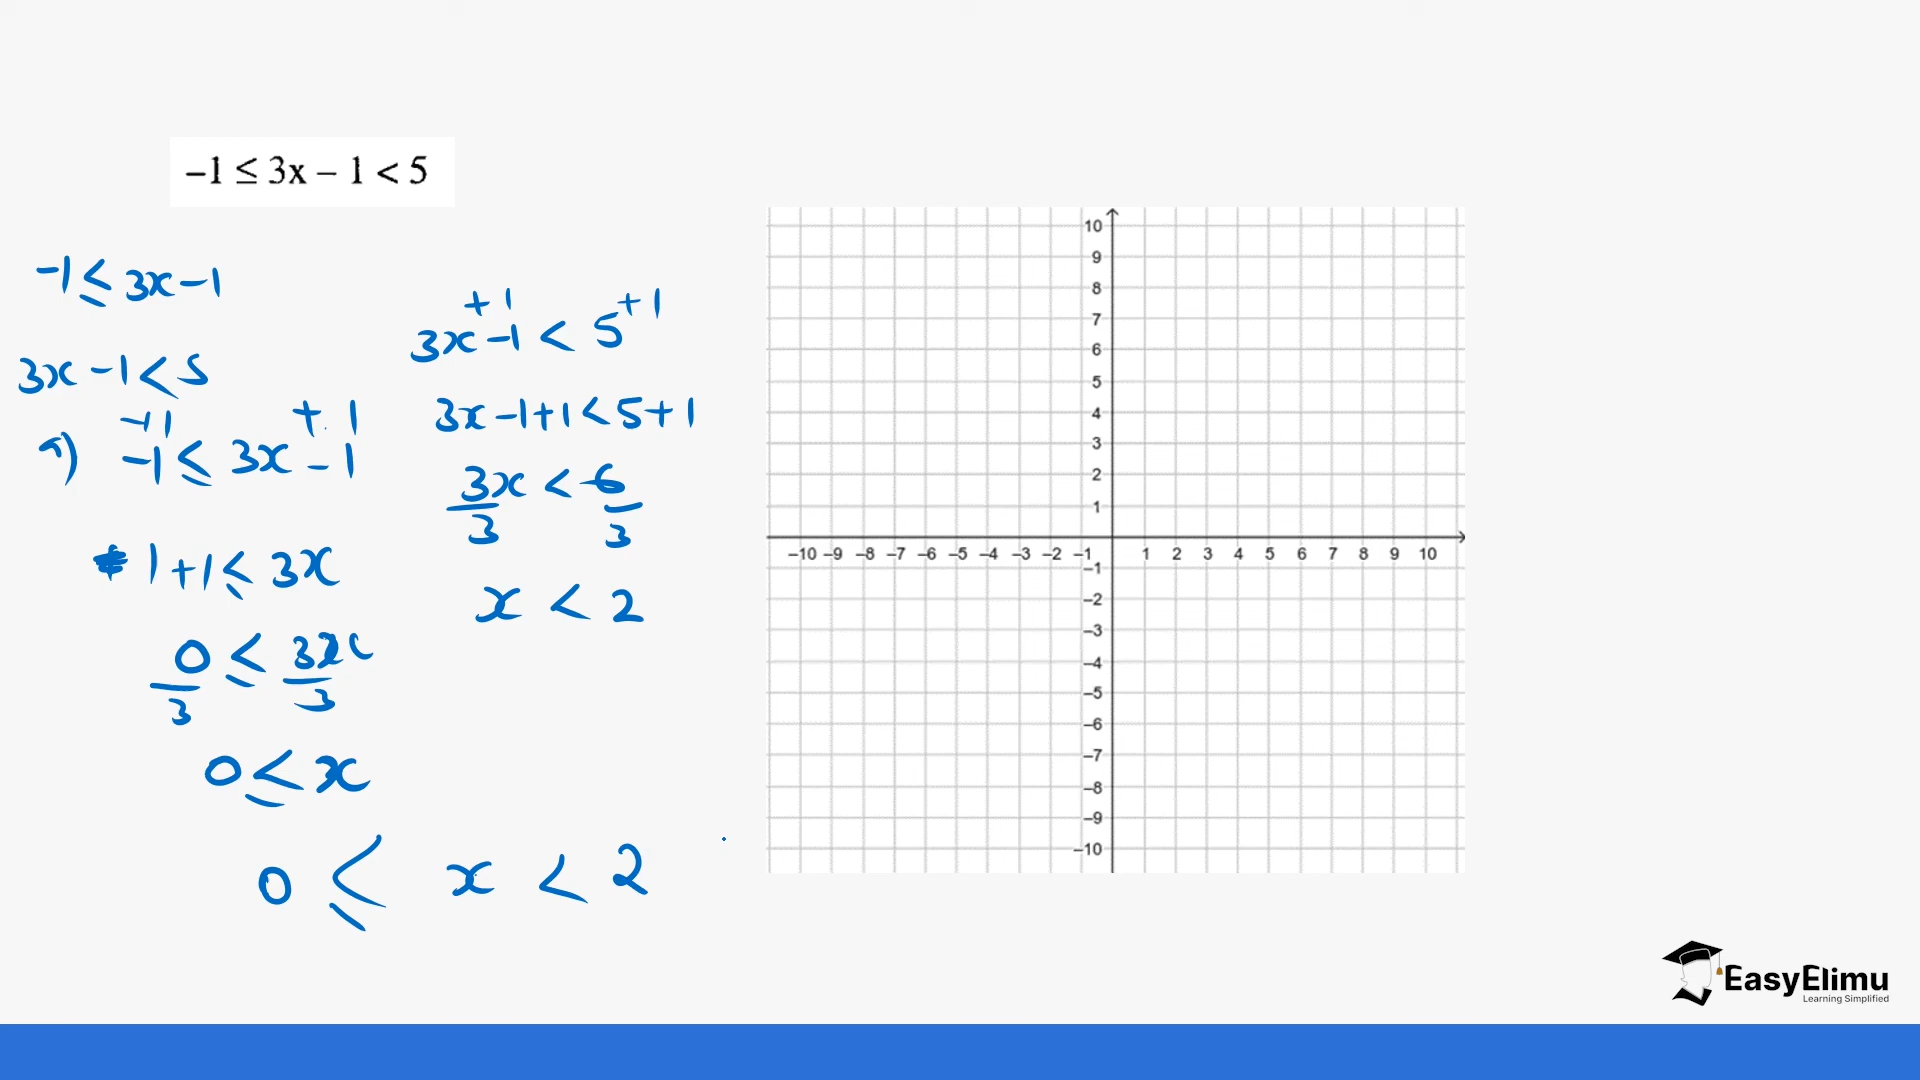 –1 ≤ 3x – 1 < 5
-1 ≤ 3x-1
3x -1 < 5
+1 + 1
-1 ≤ 3x - 1
1 +1 ≤ 3x
0 ≤ 3x
3 3
0 ≤ x
+1 +1
3x -1 < 5
3x -1+1 < 5+1
3x < 6
3 3
x < 2
0 ≤ x < 2
10
9
8
7
6
5
4
3
2
1
–10 –9 –8 –7 –6 –5 –4 –3 –2 –1 1 2 3 4 5 6 7 8 9 10
–1
–2
–3
–4
–5
–6
–7
–8
–9
–10
EasyElimu
Learning Simplified